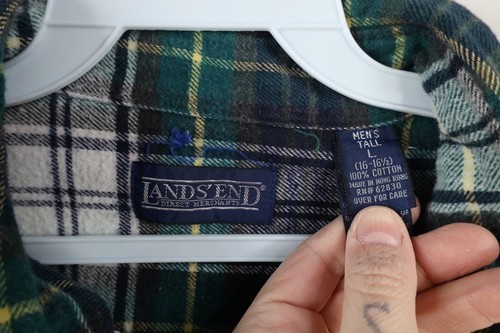 LANDS' END
DIRECT MERCHANTS
MEN'S
TALL
L
(16-16½)
100% COTTON
MADE IN HONG KONG
RN# 62830
OVER FOR CARE